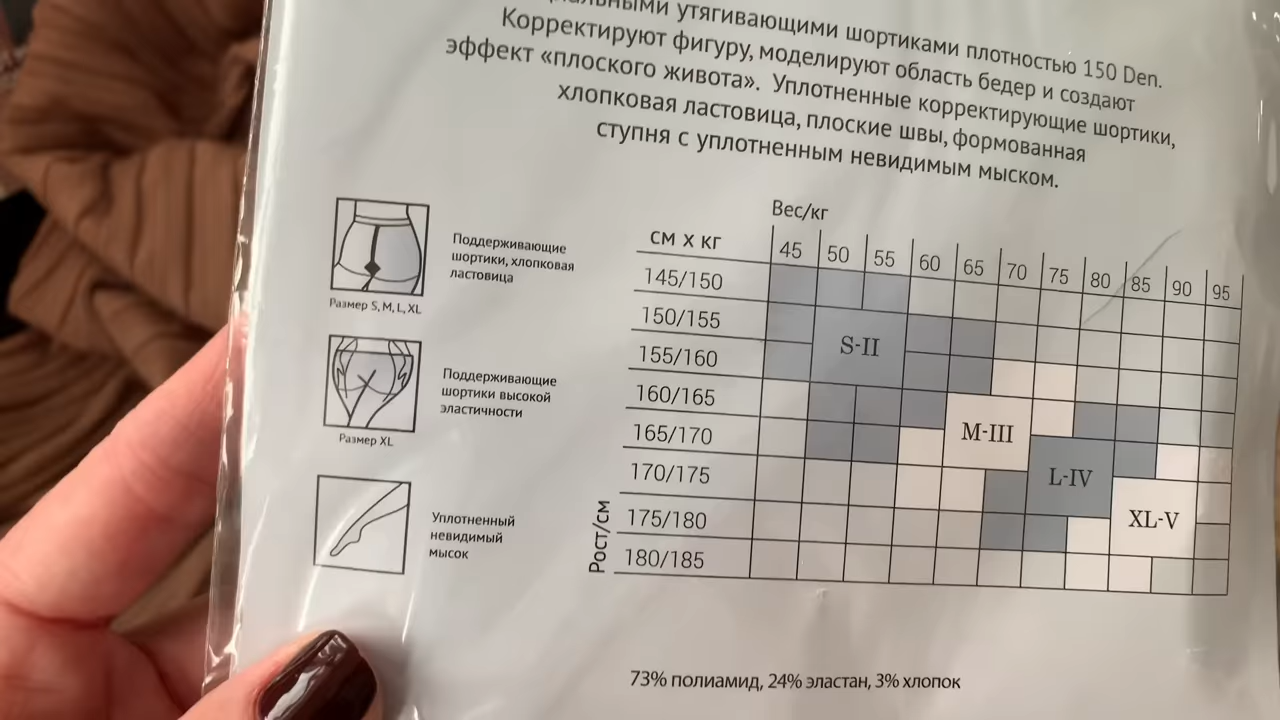 утягивающими шортиками плотностью 150 Den.
Корректируют фигуру, моделируют область бедер и создают
эффект «плоского живота». Уплотненные корректирующие шортики,
хлопковая ластовица, плоские швы, формованная
ступня с уплотненным невидимым мыском.
Поддерживающие
шортики, хлопковая
ластовица
Размер S, M, L, XL
Поддерживающие
шортики высокой
эластичности
Размер XL
Уплотненный
невидимый
мысок
Вес/кг
СМ Х КГ 45 50 55 60 65 70 75 80 85 90 95
145/150
150/155
155/160
S-II
160/165
165/170
M-III
170/175
L-IV
175/180
XL-V
180/185
Рост/см
73% полиамид, 24% эластан, 3% хлопок